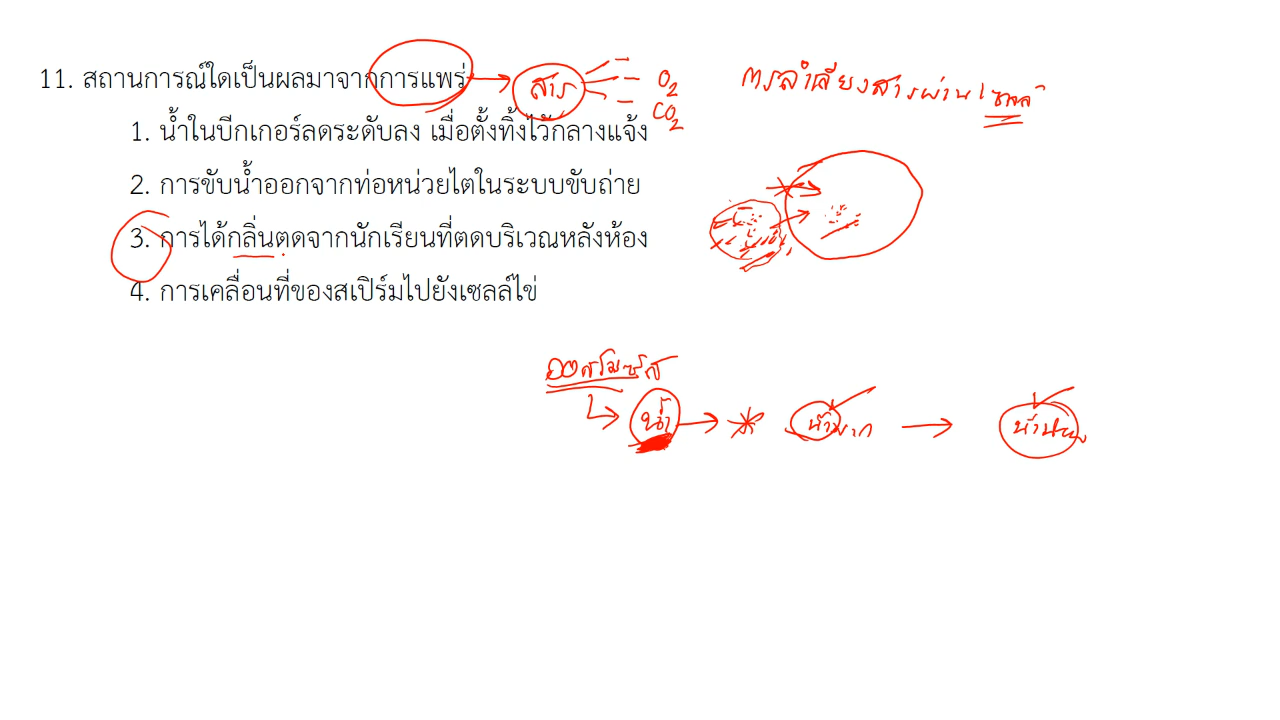 11. สถานการณ์ใดเป็นผลมาจากการแพร่
สาร
O2
CO2
การลำเลียงสารผ่านเซลล์
1. น้ำในบีกเกอร์ลดระดับลง เมื่อตั้งทิ้งไว้กลางแจ้ง
2. การขับน้ำออกจากท่อหน่วยไตในระบบขับถ่าย
3. การได้กลิ่นตดจากนักเรียนที่ตดบริเวณหลังห้อง
4. การเคลื่อนที่ของสเปิร์มไปยังเซลล์ไข่
ออสโมซิส
น้ำ
น้ำมาก
น้ำน้อย